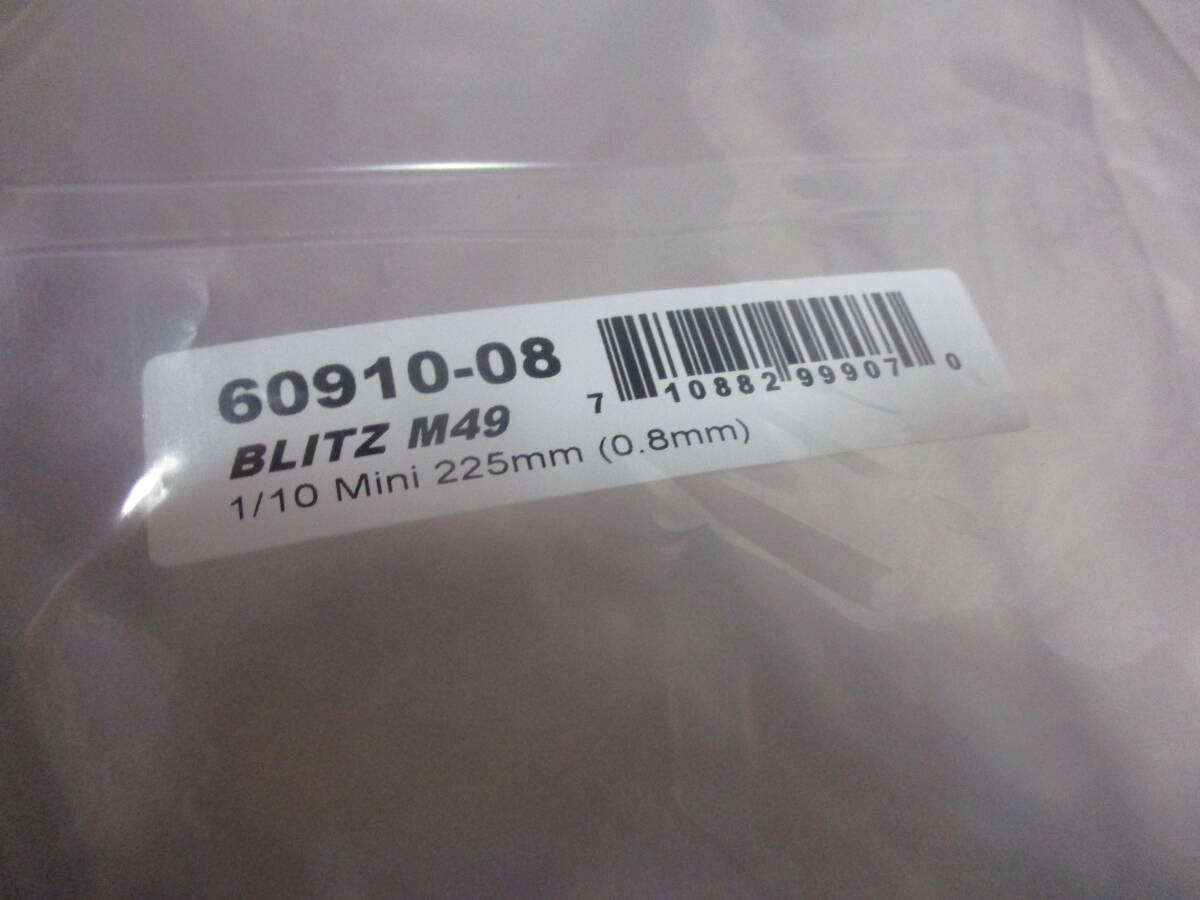 60910-08
BLITZ M49
1/10 Mini 225mm (0.8mm)
7 10882 99907 0